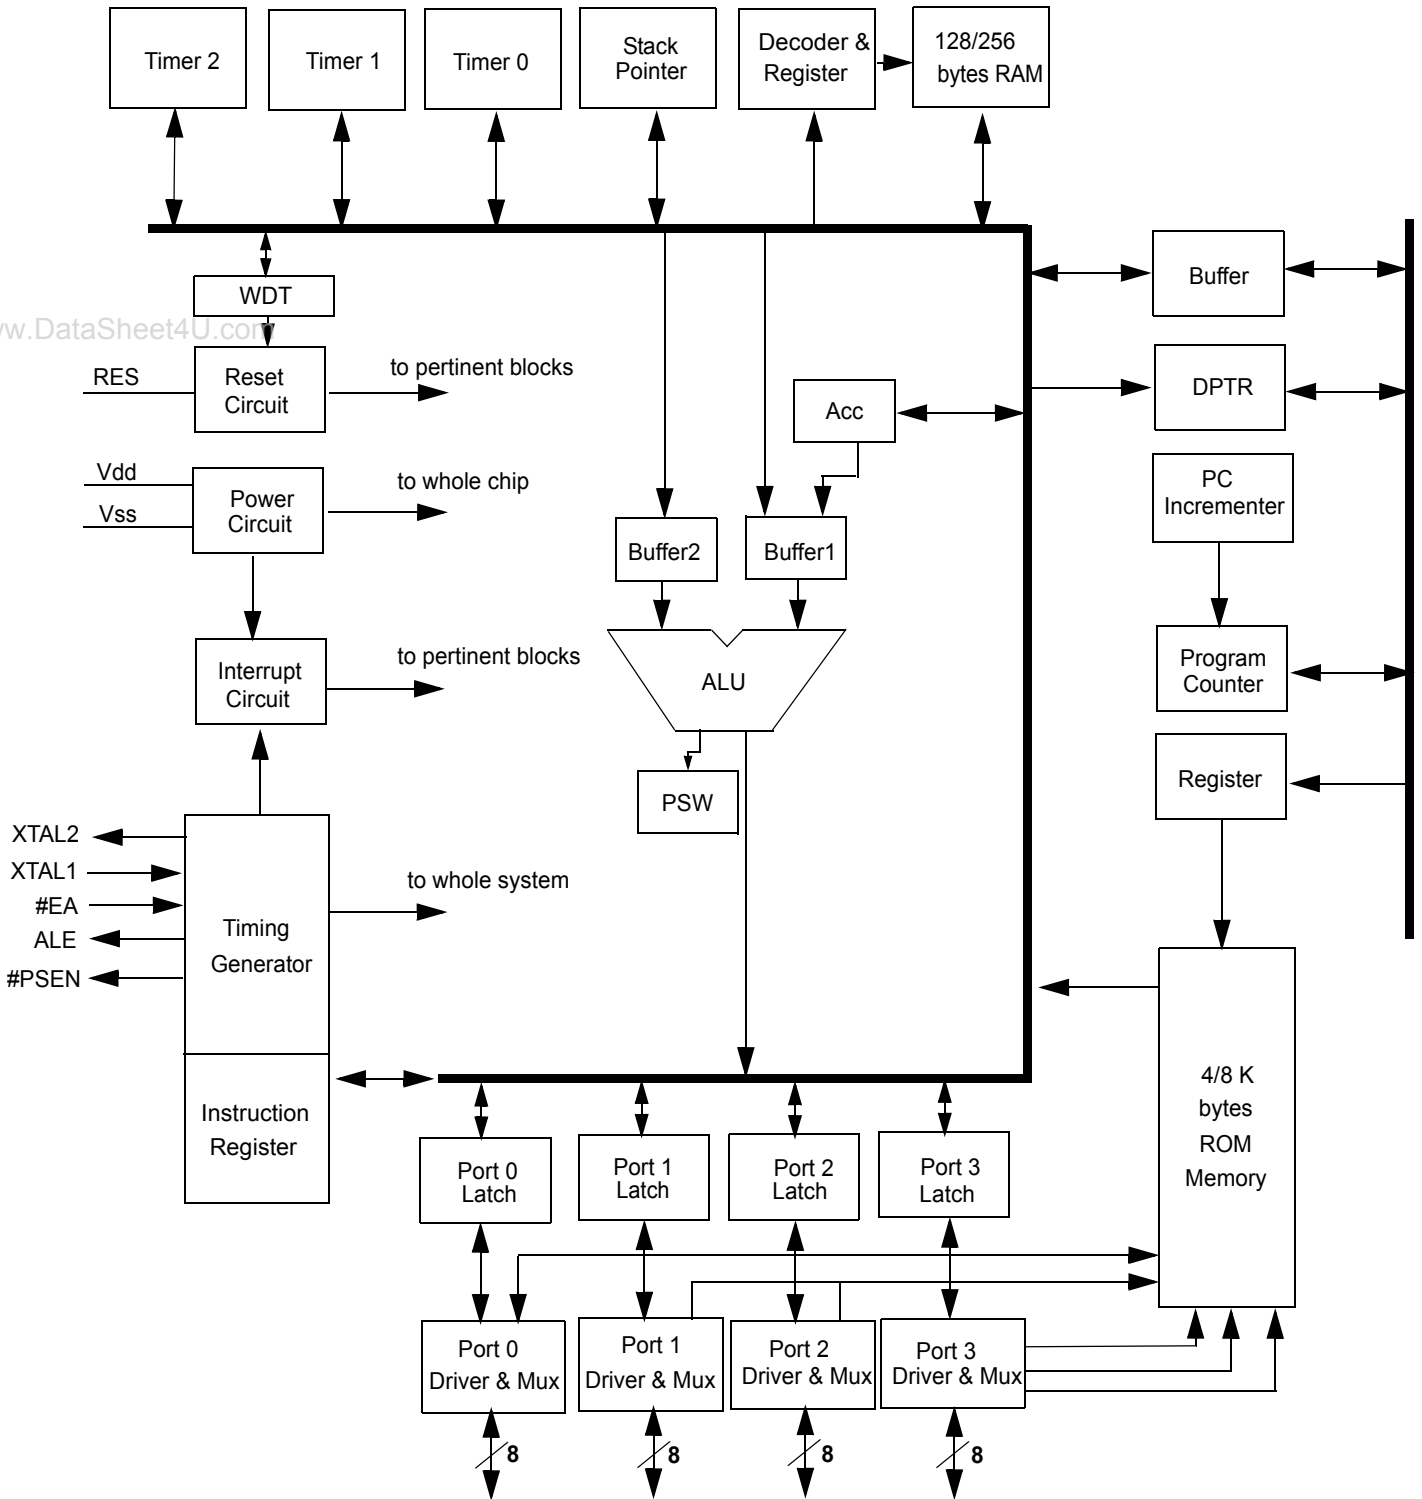 Timer 2
Timer 1
Timer 0
Stack
Pointer
Decoder &
Register
128/256
bytes RAM
WDT
Buffer
w.DataSheet4U.com
RES
Reset
Circuit
to pertinent blocks
DPTR
Acc
Vdd
Vss
Power
Circuit
to whole chip
PC
Incrementer
Buffer2
Buffer1
Interrupt
Circuit
to pertinent blocks
ALU
Program
Counter
PSW
Register
XTAL2
XTAL1
#EA
ALE
#PSEN
Timing
Generator
to whole system
Instruction
Register
4/8 K
bytes
ROM
Memory
Port 0
Latch
Port 1
Latch
Port 2
Latch
Port 3
Latch
Port 0
Driver & Mux
Port 1
Driver & Mux
Port 2
Driver & Mux
Port 3
Driver & Mux
8
8
8
8